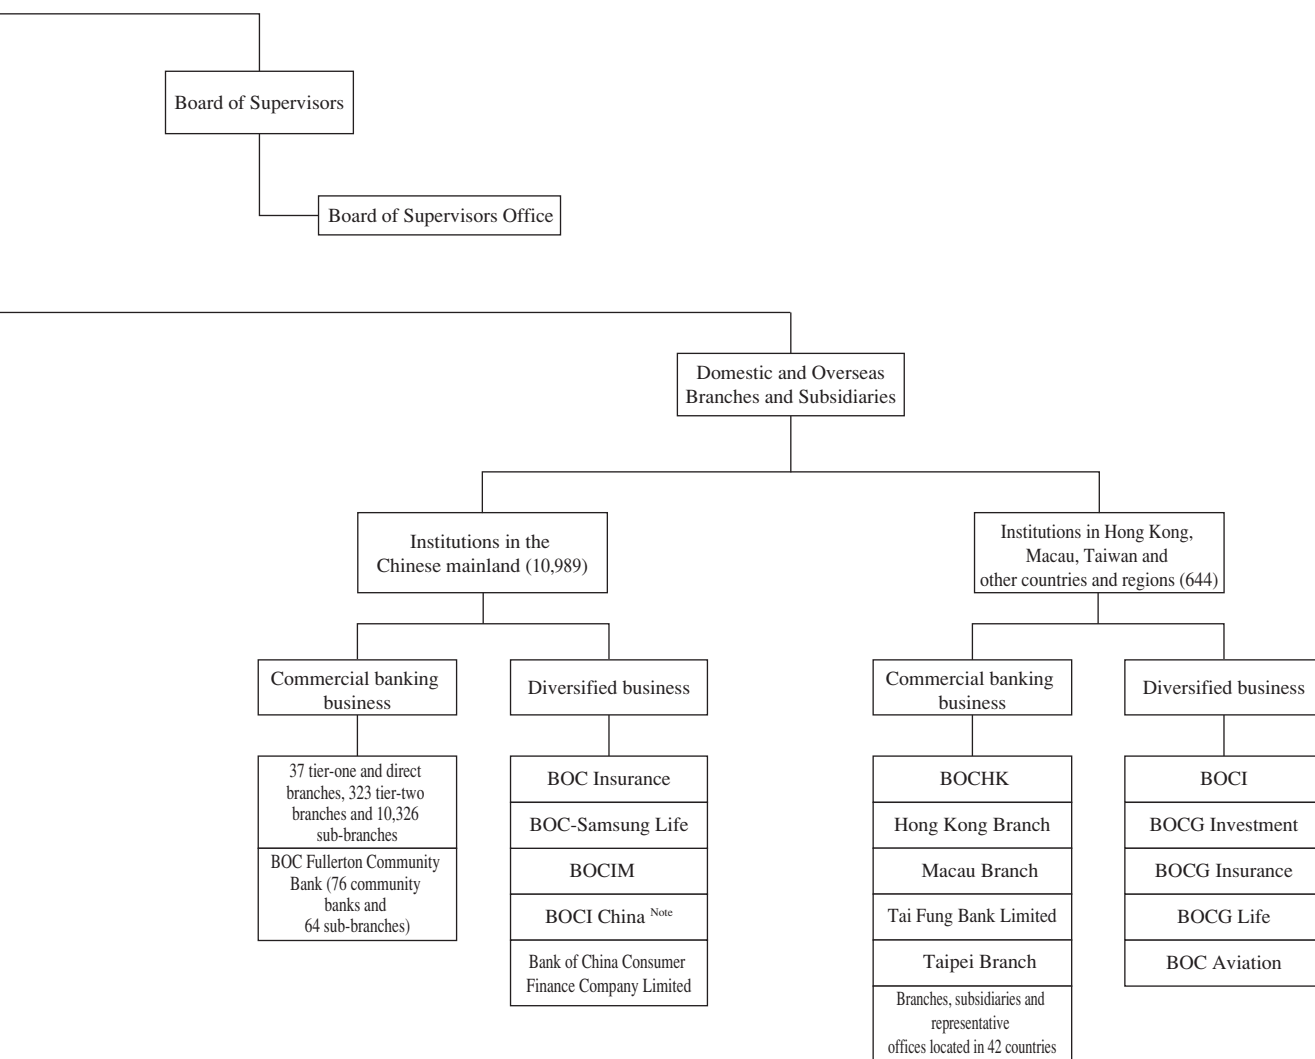 Board of Supervisors
Board of Supervisors Office
Domestic and Overseas
Branches and Subsidiaries
Institutions in the
Chinese mainland (10,989)
Institutions in Hong Kong,
Macau, Taiwan and
other countries and regions (644)
Commercial banking
business
Diversified business
Commercial banking
business
Diversified business
37 tier-one and direct
branches, 323 tier-two
branches and 10,326
sub-branches
BOC Fullerton Community
Bank (76 community
banks and
64 sub-branches)
BOC Insurance
BOC-Samsung Life
BOCIM
BOCI China Note
Bank of China Consumer
Finance Company Limited
BOCHK
Hong Kong Branch
Macau Branch
Tai Fung Bank Limited
Taipei Branch
Branches, subsidiaries and
representative
offices located in 42 countries
BOCI
BOCG Investment
BOCG Insurance
BOCG Life
BOC Aviation